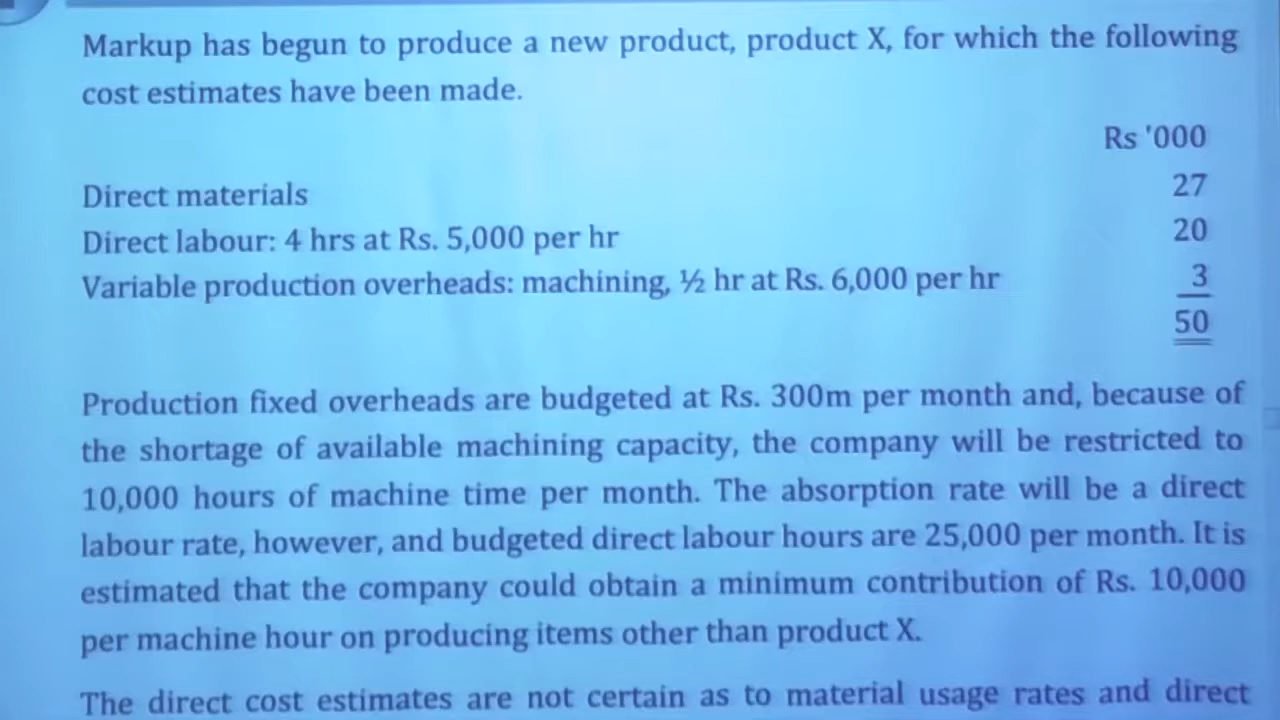 Markup has begun to produce a new product, product X, for which the following
cost estimates have been made.
Rs '000
Direct materials 27
Direct labour: 4 hrs at Rs. 5,000 per hr 20
Variable production overheads: machining, ½ hr at Rs. 6,000 per hr 3
50
Production fixed overheads are budgeted at Rs. 300m per month and, because of
the shortage of available machining capacity, the company will be restricted to
10,000 hours of machine time per month. The absorption rate will be a direct
labour rate, however, and budgeted direct labour hours are 25,000 per month. It is
estimated that the company could obtain a minimum contribution of Rs. 10,000
per machine hour on producing items other than product X.
The direct cost estimates are not certain as to material usage rates and direct